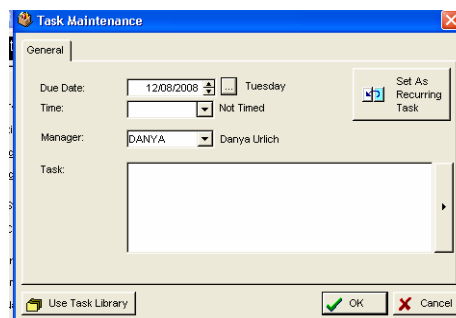 Task Maintenance
General
Due Date: 12/08/2008 ... Tuesday
Time: Not Timed
Set As
Recurring
Task
Manager: DANYA Danya Urlich
Task:
Use Task Library OK Cancel